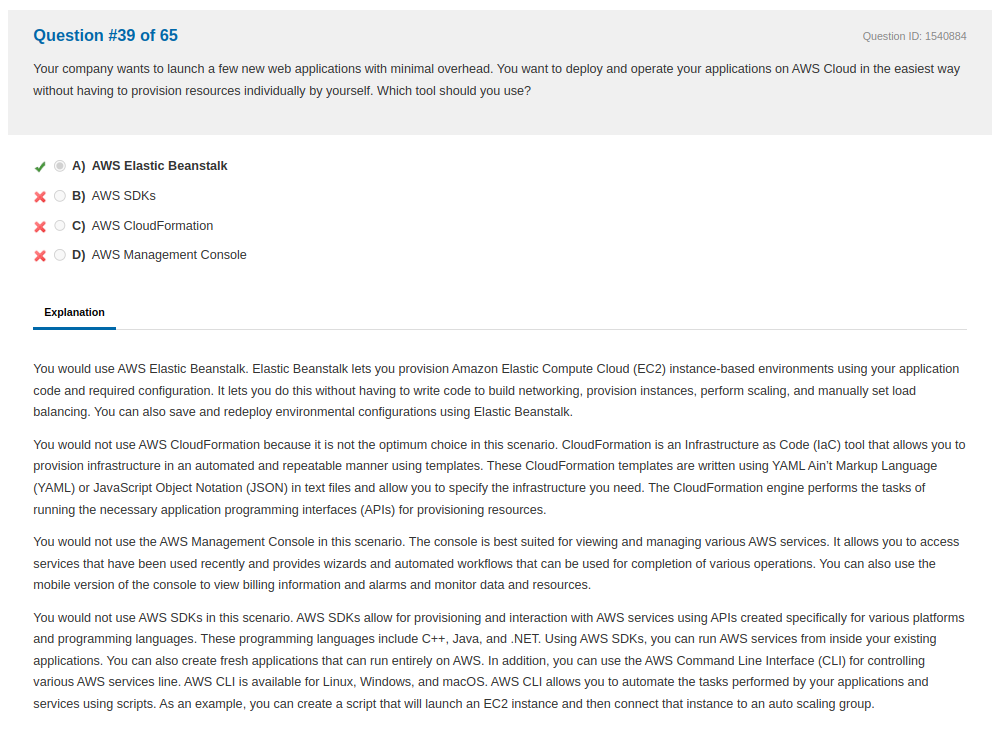 Question #39 of 65
Question ID: 1540884
Your company wants to launch a few new web applications with minimal overhead. You want to deploy and operate your applications on AWS Cloud in the easiest way
without having to provision resources individually by yourself. Which tool should you use?
A) AWS Elastic Beanstalk
B) AWS SDKs
C) AWS CloudFormation
D) AWS Management Console
Explanation
You would use AWS Elastic Beanstalk. Elastic Beanstalk lets you provision Amazon Elastic Compute Cloud (EC2) instance-based environments using your application
code and required configuration. It lets you do this without having to write code to build networking, provision instances, perform scaling, and manually set load
balancing. You can also save and redeploy environmental configurations using Elastic Beanstalk.
You would not use AWS CloudFormation because it is not the optimum choice in this scenario. CloudFormation is an Infrastructure as Code (IaC) tool that allows you to
provision infrastructure in an automated and repeatable manner using templates. These CloudFormation templates are written using YAML Ain’t Markup Language
(YAML) or JavaScript Object Notation (JSON) in text files and allow you to specify the infrastructure you need. The CloudFormation engine performs the tasks of
running the necessary application programming interfaces (APIs) for provisioning resources.
You would not use the AWS Management Console in this scenario. The console is best suited for viewing and managing various AWS services. It allows you to access
services that have been used recently and provides wizards and automated workflows that can be used for completion of various operations. You can also use the
mobile version of the console to view billing information and alarms and monitor data and resources.
You would not use AWS SDKs in this scenario. AWS SDKs allow for provisioning and interaction with AWS services using APIs created specifically for various platforms
and programming languages. These programming languages include C++, Java, and .NET. Using AWS SDKs, you can run AWS services from inside your existing
applications. You can also create fresh applications that can run entirely on AWS. In addition, you can use the AWS Command Line Interface (CLI) for controlling
various AWS services line. AWS CLI is available for Linux, Windows, and macOS. AWS CLI allows you to automate the tasks performed by your applications and
services using scripts. As an example, you can create a script that will launch an EC2 instance and then connect that instance to an auto scaling group.